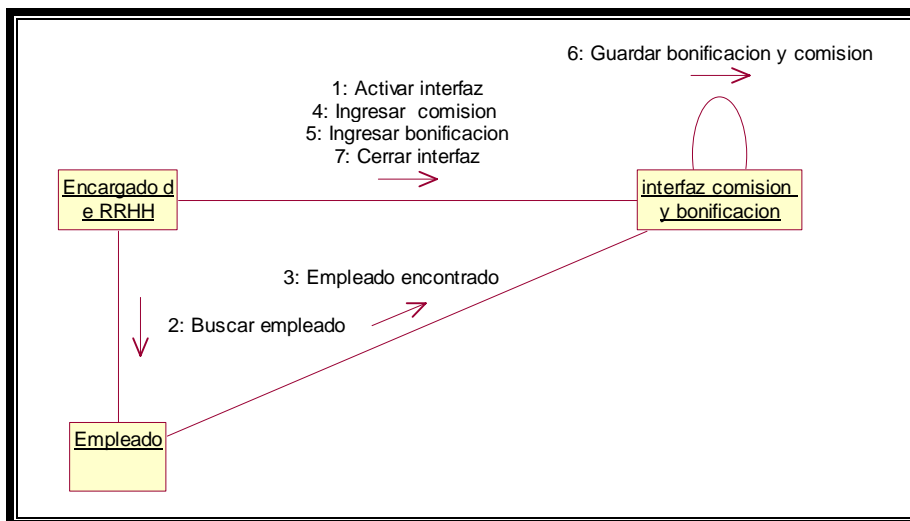 6: Guardar bonificacion y comision
1: Activar interfaz
4: Ingresar comision
5: Ingresar bonificacion
7: Cerrar interfaz
Encargado d
e RRHH
interfaz comision
y bonificacion
3: Empleado encontrado
2: Buscar empleado
Empleado